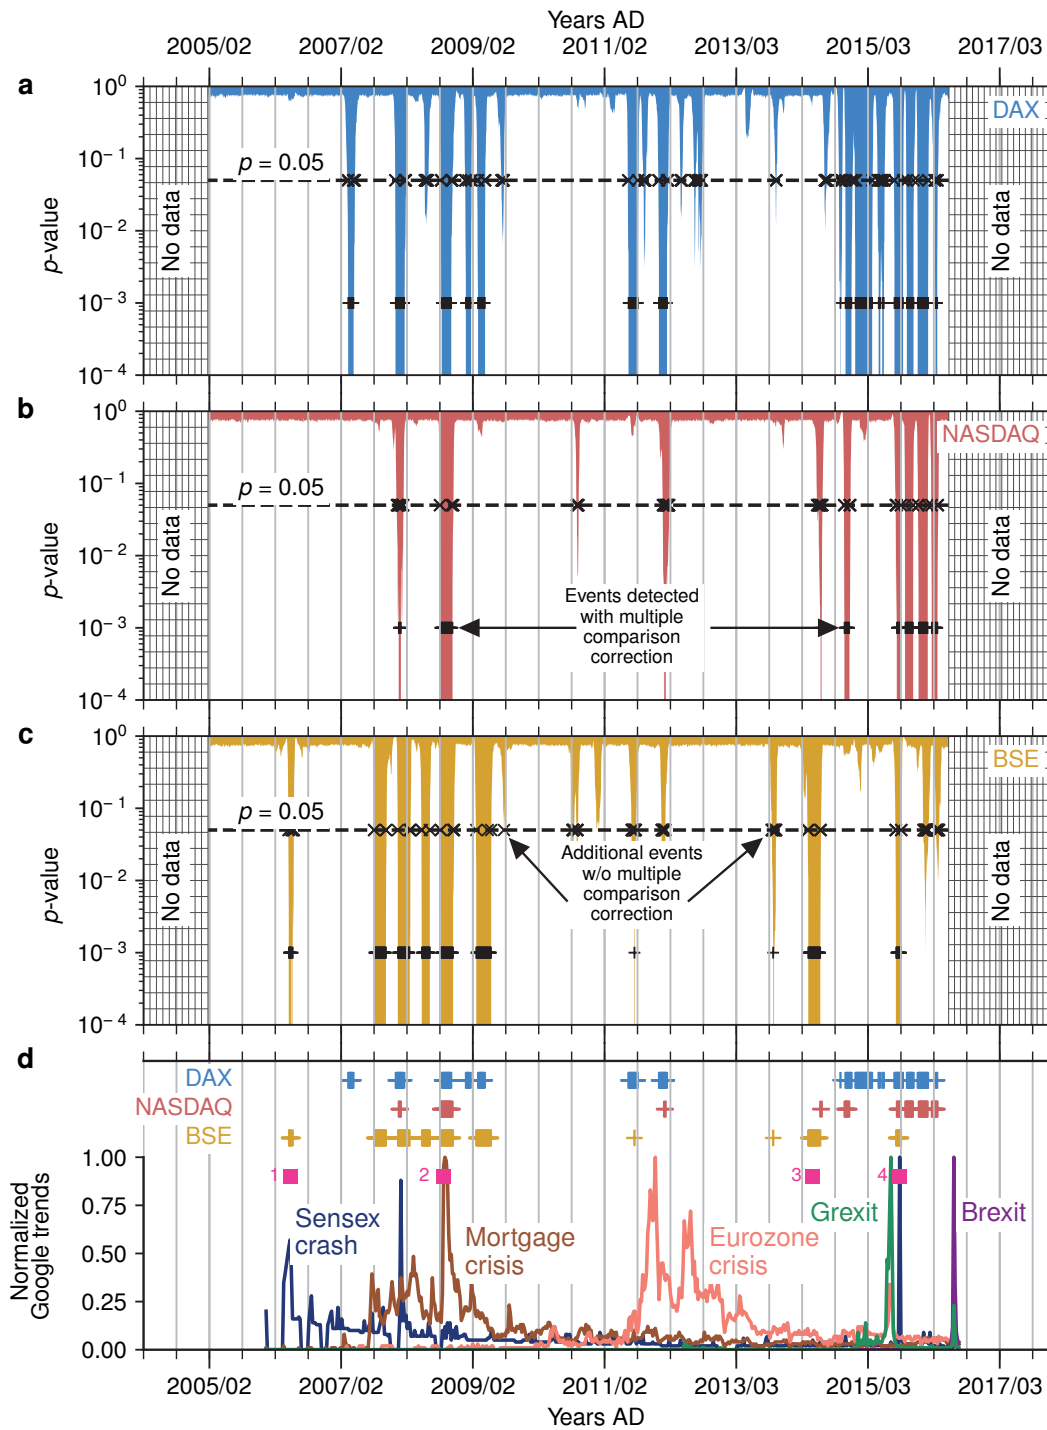 Years AD
2005/02 2007/02 2009/02 2011/02 2013/03 2015/03 2017/03
a
10⁰
DAX
10⁻¹
p = 0.05
p-value
No data
No data
10⁻²
10⁻³
10⁻⁴
b
10⁰
NASDAQ
10⁻¹
p = 0.05
p-value
No data
No data
10⁻²
Events detected
with multiple
comparison
correction
10⁻³
10⁻⁴
c
10⁰
BSE
10⁻¹
p = 0.05
p-value
No data
No data
Additional events
w/o multiple
comparison
correction
10⁻²
10⁻³
10⁻⁴
d
DAX
NASDAQ
BSE
Normalized
Google trends
1.00
0.75
0.50
0.25
0.00
1
2
3
4
Sensex
crash
Mortgage
crisis
Eurozone
crisis
Grexit
Brexit
2005/02 2007/02 2009/02 2011/02 2013/03 2015/03 2017/03
Years AD